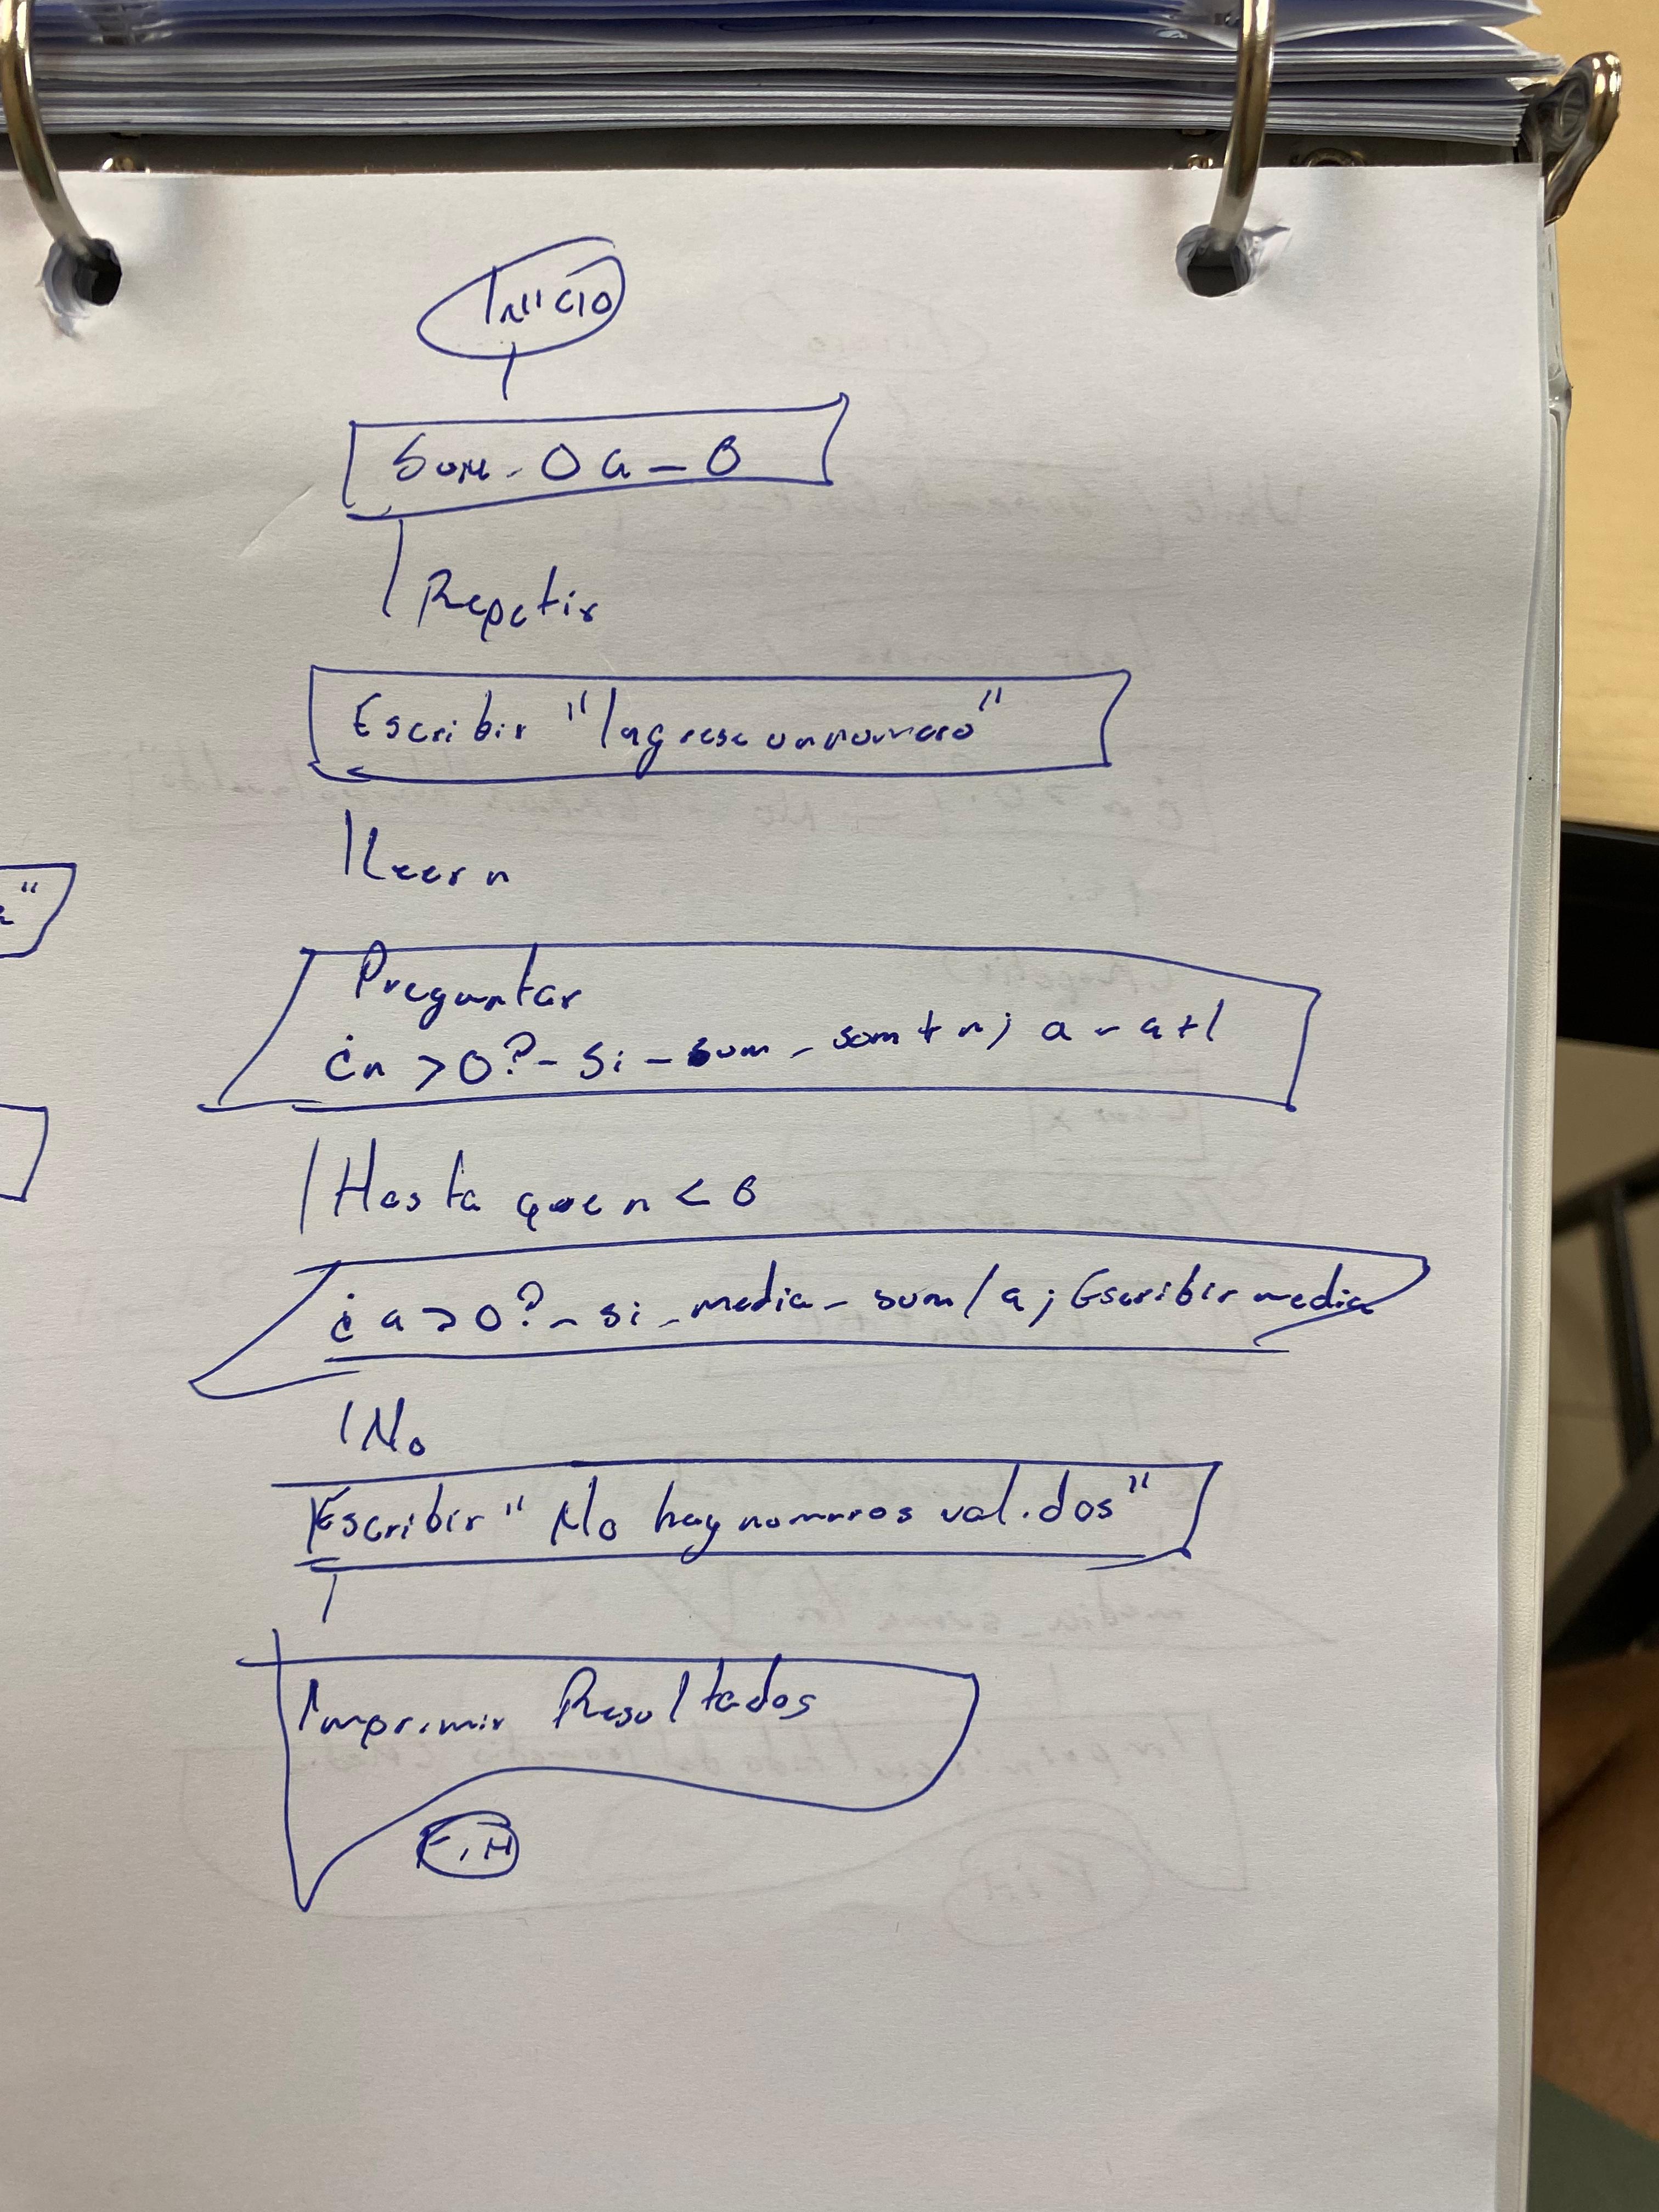 Inicio
Sum - 0 a - 0
Repetir
Escribir "Ingrese un numero"
Leer n
Preguntar
¿n > 0? - Si - sum - som + n; a - a + 1
Hasta que n < 0
¿a > 0? - si - media - sum / a; Escribir media
No
Escribir "No hay numeros validos"
Imprimir Resultados
Fin